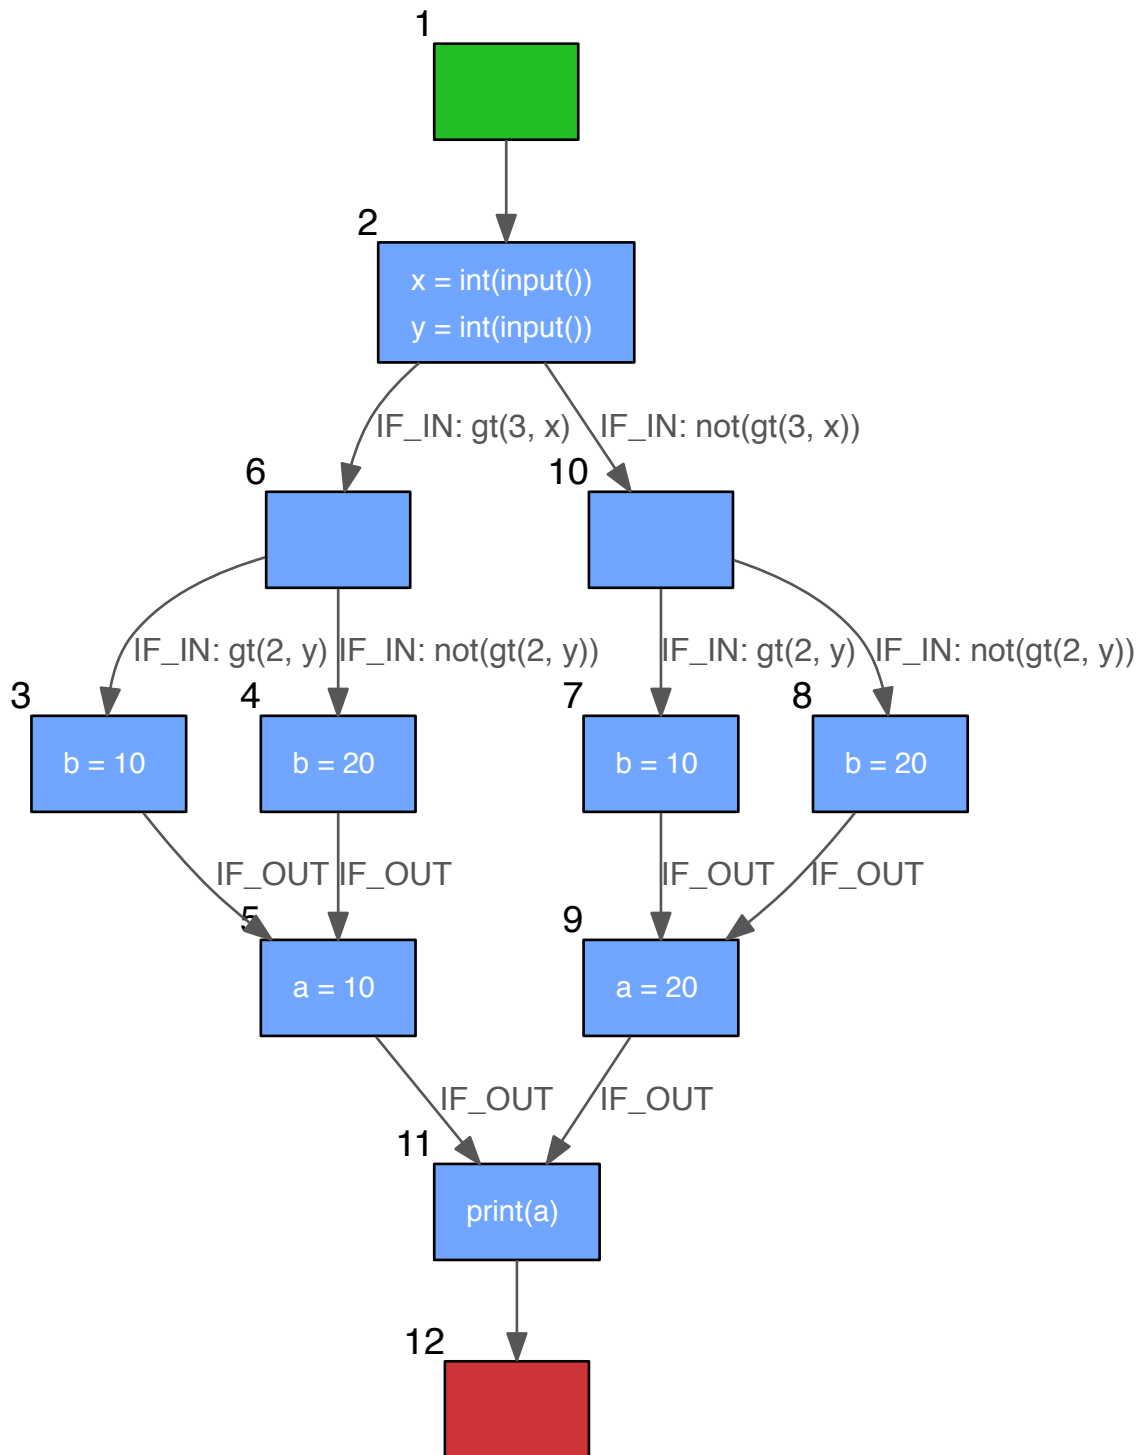 1
2
x = int(input())
y = int(input())
IF_IN: gt(3, x)
IF_IN: not(gt(3, x))
6
10
IF_IN: gt(2, y)
IF_IN: not(gt(2, y))
IF_IN: gt(2, y)
IF_IN: not(gt(2, y))
3
4
7
8
b = 10
b = 20
b = 10
b = 20
IF_OUT
IF_OUT
IF_OUT
IF_OUT
5
9
a = 10
a = 20
IF_OUT
IF_OUT
11
print(a)
12